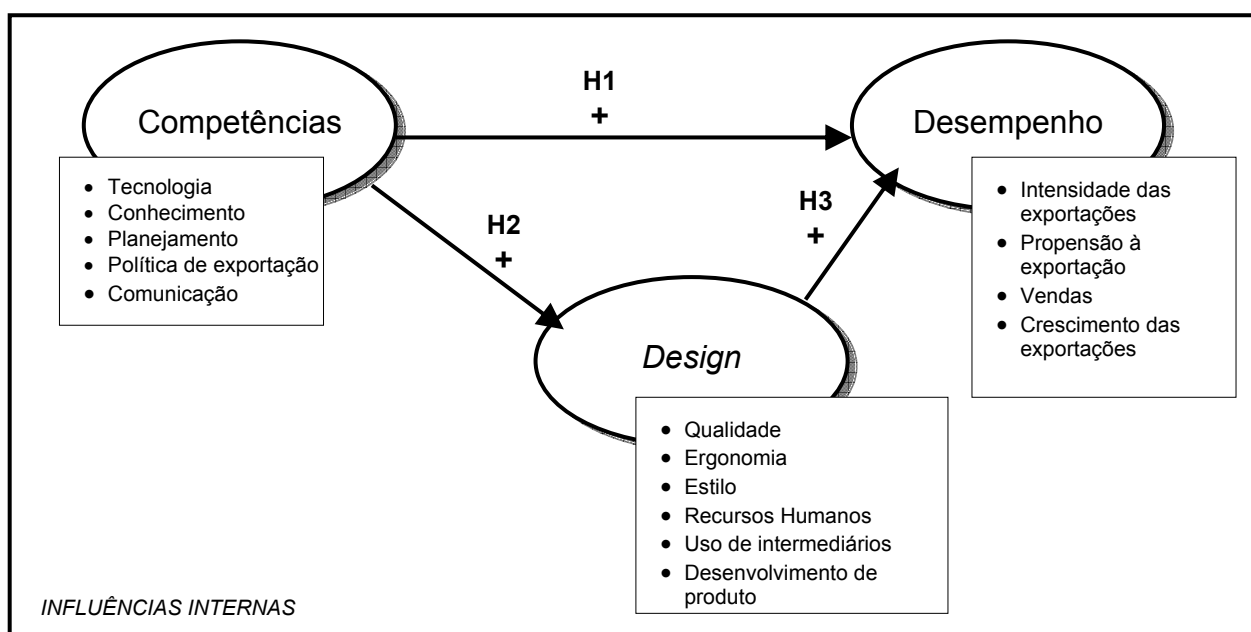 H1
+
Competências
Desempenho
• Tecnologia
• Conhecimento
• Planejamento
• Política de exportação
• Comunicação
H2
+
H3
+
• Intensidade das
exportações
• Propensão à
exportação
• Vendas
• Crescimento das
exportações
Design
• Qualidade
• Ergonomia
• Estilo
• Recursos Humanos
• Uso de intermediários
• Desenvolvimento de
produto
INFLUÊNCIAS INTERNAS